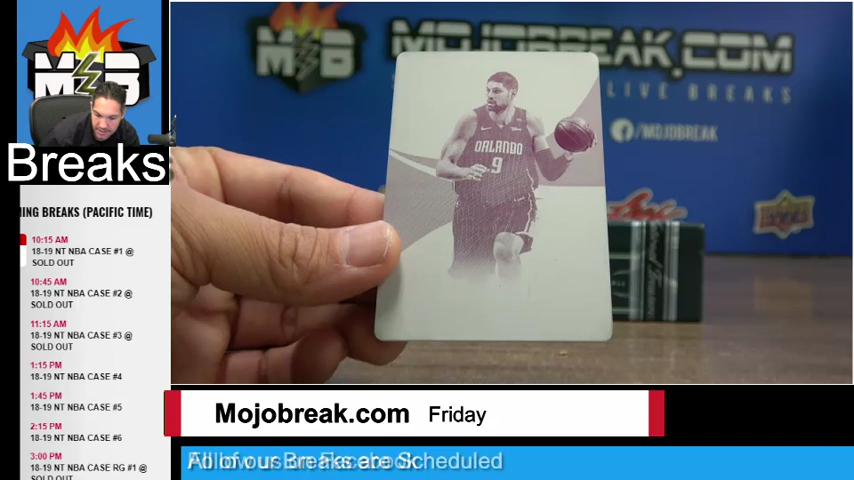 M B
Breaks
MING BREAKS (PACIFIC TIME)
10:15 AM
18-19 NT NBA CASE #1 @
SOLD OUT
10:45 AM
18-19 NT NBA CASE #2 @
SOLD OUT
11:15 AM
18-19 NT NBA CASE #3 @
SOLD OUT
1:15 PM
18-19 NT NBA CASE #4
1:45 PM
18-19 NT NBA CASE #5
2:15 PM
18-19 NT NBA CASE #6
3:00 PM
18-19 NT NBA CASE RG #1 @
SOLD OUT
M B
MOJOBREAK.COM
LIVE BREAKS
/MOJOBREAK
ORLANDO
9
Mojobreak.com Friday